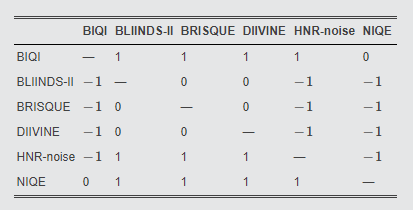 BIQI BLIINDS-II BRISQUE DIIVINE HNR-noise NIQE
BIQI — 1 1 1 1 0
BLIINDS-II −1 — 0 0 −1 −1
BRISQUE −1 0 — 0 −1 −1
DIIVINE −1 0 0 — −1 −1
HNR-noise −1 1 1 1 — −1
NIQE 0 1 1 1 1 —